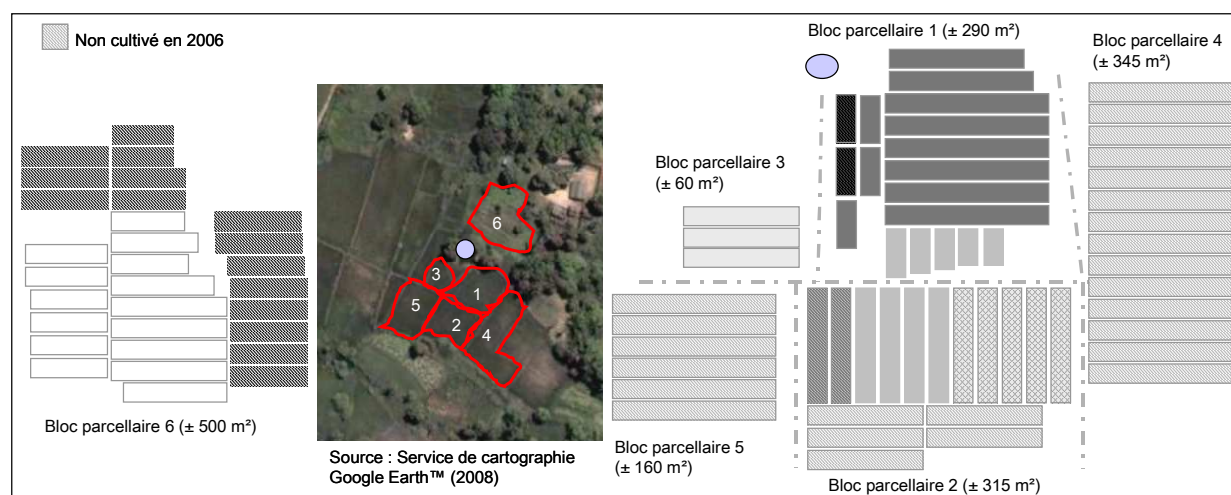 Non cultivé en 2006
Bloc parcellaire 1 (± 290 m²)
Bloc parcellaire 4
(± 345 m²)
Bloc parcellaire 3
(± 60 m²)
6
3
1
5
2
4
Bloc parcellaire 6 (± 500 m²)
Source : Service de cartographie
Google Earth™ (2008)
Bloc parcellaire 5
(± 160 m²)
Bloc parcellaire 2 (± 315 m²)